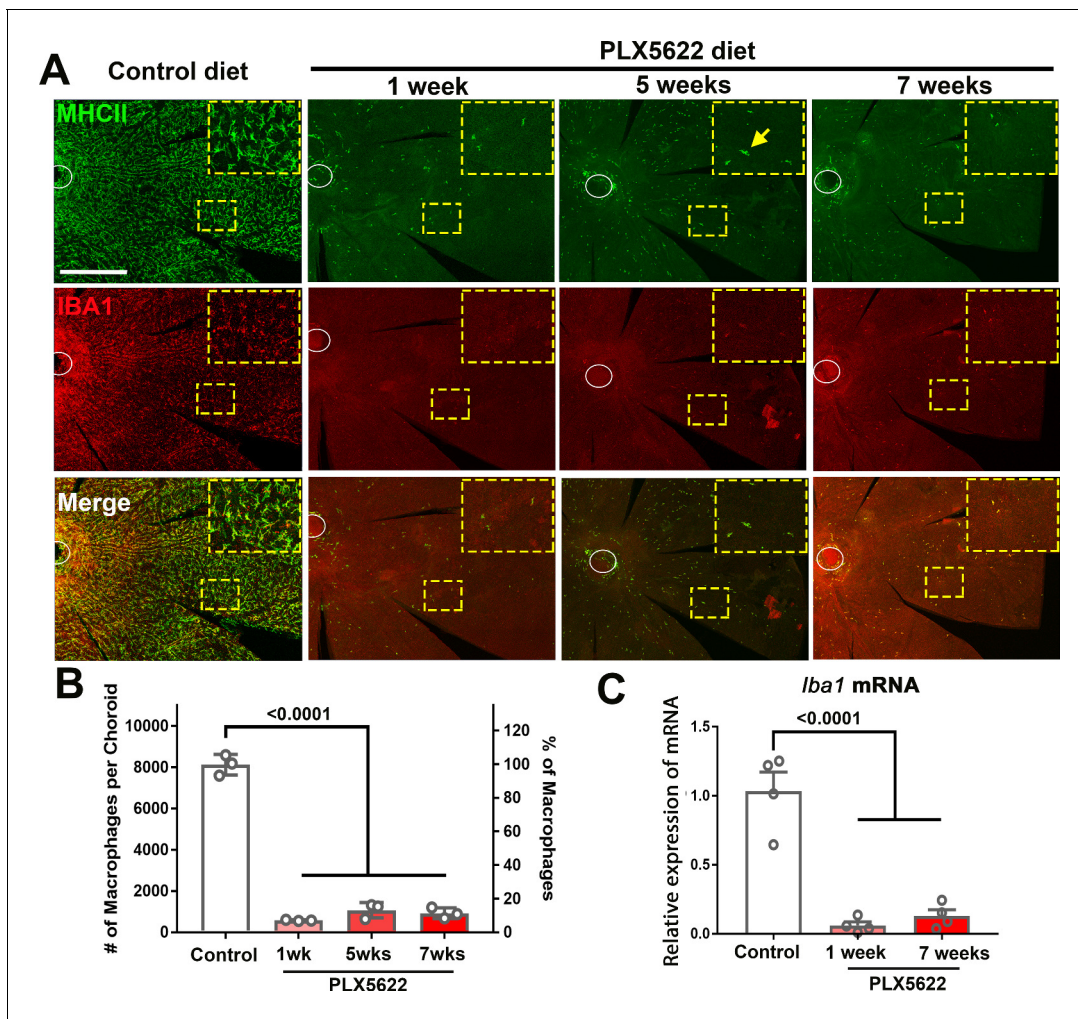 A
Control diet
PLX5622 diet
1 week
5 weeks
7 weeks
MHCII
IBA1
Merge
B
# of Macrophages per Choroid
10000
8000
6000
4000
2000
0
<0.0001
120
100
80
60
40
20
0
% of Macrophages
Control
1wk
5wks
7wks
PLX5622
C
Iba1 mRNA
Relative expression of mRNA
1.5
1.0
0.5
0.0
<0.0001
Control
1 week
7 weeks
PLX5622